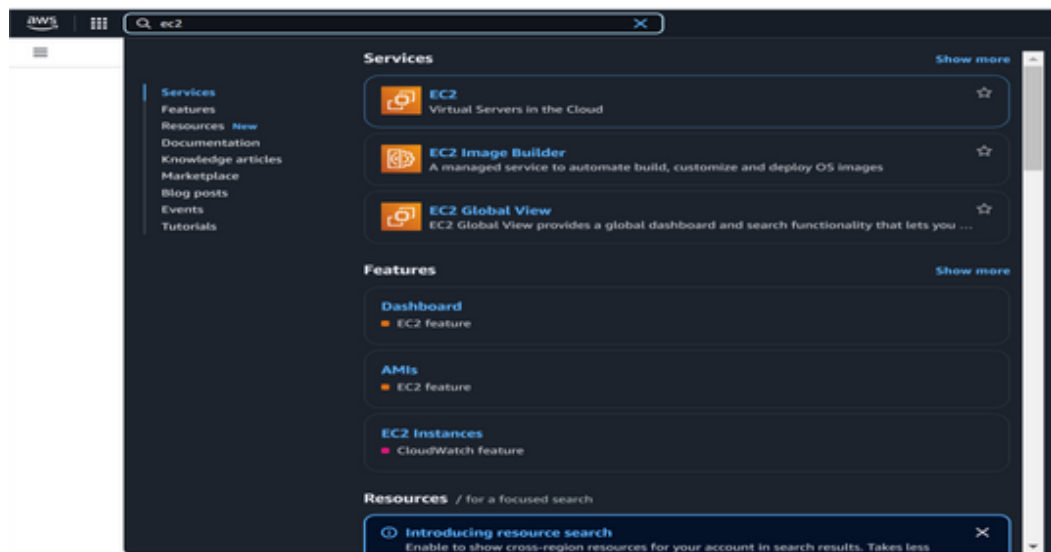 aws
ec2
Services
Features
Resources New
Documentation
Knowledge articles
Marketplace
Blog posts
Events
Tutorials
Services
Show more
EC2
Virtual Servers in the Cloud
EC2 Image Builder
A managed service to automate build, customize and deploy OS images
EC2 Global View
EC2 Global View provides a global dashboard and search functionality that lets you ...
Features
Show more
Dashboard
EC2 feature
AMIs
EC2 feature
EC2 Instances
CloudWatch feature
Resources / for a focused search
Introducing resource search
Enable to show cross-region resources for your account in search results. Takes less